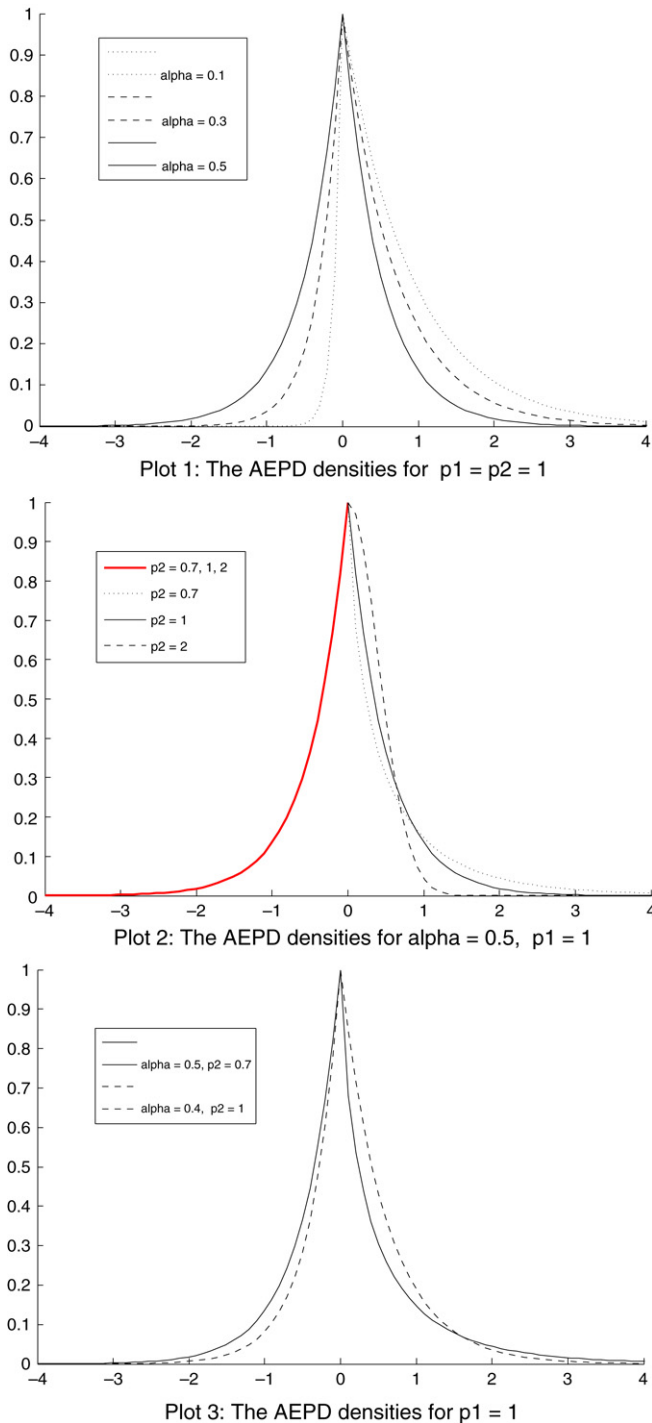 1
0.9
alpha = 0.1
0.8
0.7
alpha = 0.3
0.6
alpha = 0.5
0.5
0.4
0.3
0.2
0.1
0
−4 −3 −2 −1 0 1 2 3 4
Plot 1: The AEPD densities for p1 = p2 = 1
1
0.9
p2 = 0.7, 1, 2
0.8
p2 = 0.7
0.7
p2 = 1
0.6
p2 = 2
0.5
0.4
0.3
0.2
0.1
0
−4 −3 −2 −1 0 1 2 3 4
Plot 2: The AEPD densities for alpha = 0.5, p1 = 1
1
0.9
0.8
alpha = 0.5, p2 = 0.7
0.7
alpha = 0.4, p2 = 1
0.6
0.5
0.4
0.3
0.2
0.1
0
−4 −3 −2 −1 0 1 2 3 4
Plot 3: The AEPD densities for p1 = 1